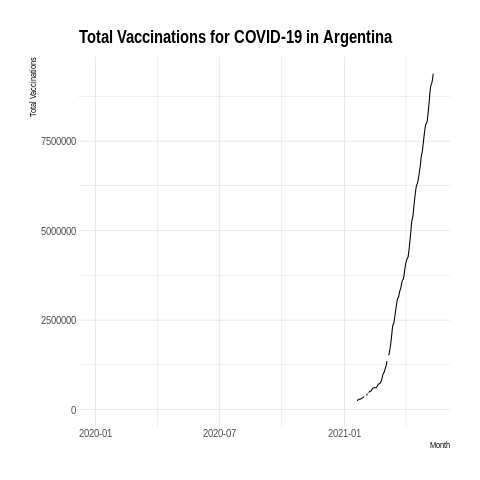 Total Vaccinations for COVID-19 in Argentina
Total Vaccinations
7500000
5000000
2500000
0
2020-01 2020-07 2021-01
Month